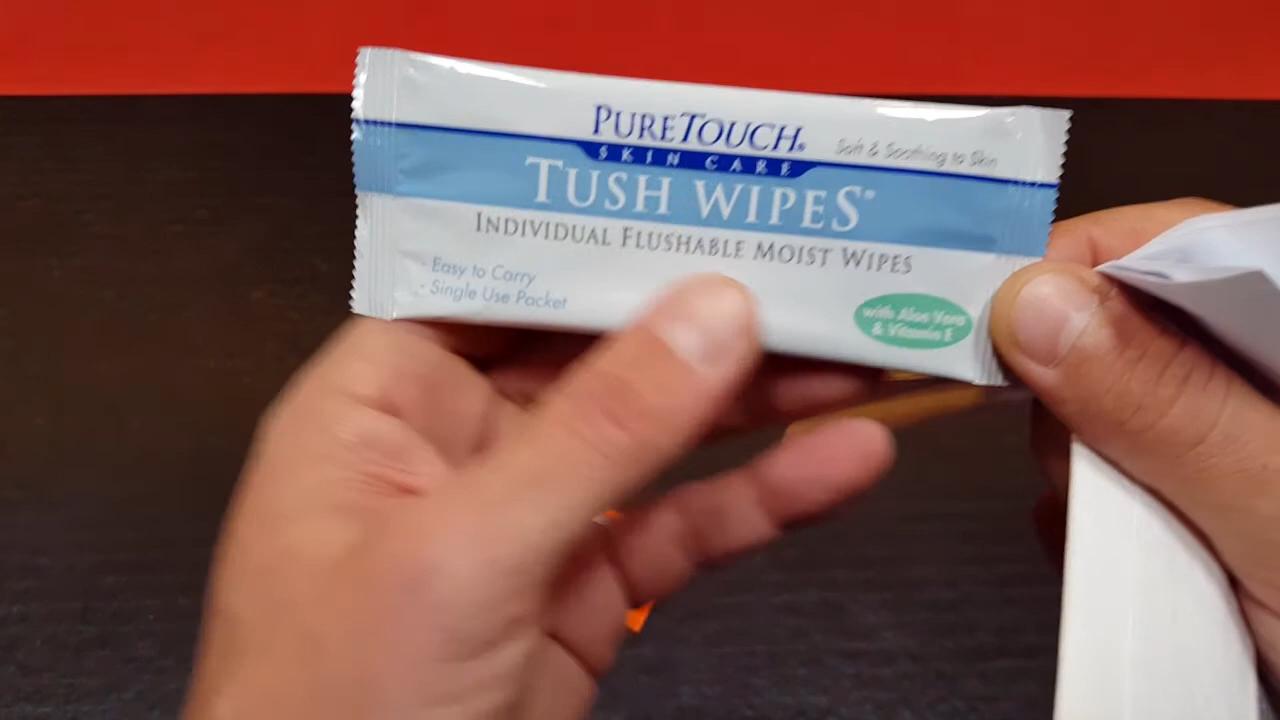 PURETOUCH®
SKIN CARE
Soft & Soothing to Skin
TUSH WIPES®
INDIVIDUAL FLUSHABLE MOIST WIPES
- Easy to Carry
- Single Use Packet
with Aloe Vera
& Vitamin E